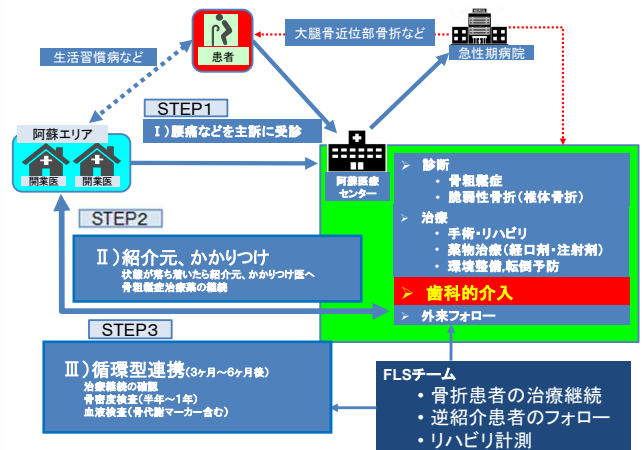 大腿骨近位部骨折など
患者
急性期病院
生活習慣病など
STEP1
Ⅰ)腰痛などを主訴に受診
阿蘇エリア
開業医
開業医
阿蘇医療
センター
➢ 診断
・ 骨粗鬆症
・ 脆弱性骨折(椎体骨折)
➢ 治療
・ 手術・リハビリ
・ 薬物治療(経口剤・注射剤)
・ 環境整備,転倒予防
➢ 歯科的介入
➢ 外来フォロー
STEP2
Ⅱ)紹介元、かかりつけ
状態が落ち着いたら紹介元、かかりつけ医へ
骨粗鬆症治療薬の継続
STEP3
Ⅲ)循環型連携(3ヶ月~6ヶ月後)
治療継続の確認
骨密度検査(半年~1年)
血液検査(骨代謝マーカー含む)
FLSチーム
・骨折患者の治療継続
・逆紹介患者のフォロー
・リハビリ計測